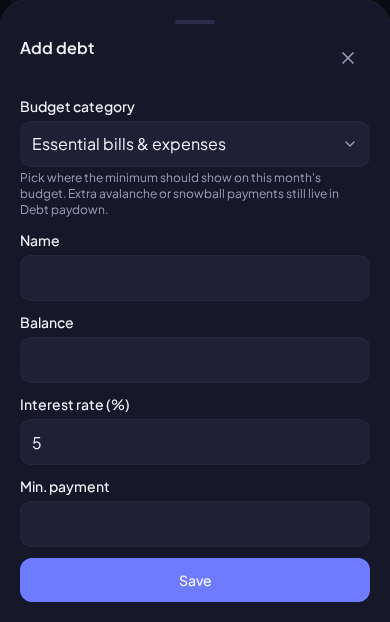 Add debt
Budget category
Essential bills & expenses
Pick where the minimum should show on this month's
budget. Extra avalanche or snowball payments still live in
Debt paydown.
Name
Balance
Interest rate (%)
5
Min. payment
Save